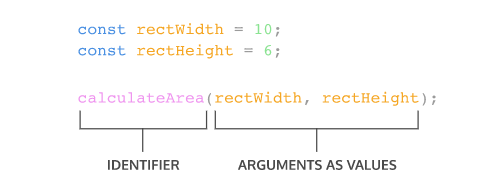 const rectWidth = 10;
const rectHeight = 6;
calculateArea(rectWidth, rectHeight);
IDENTIFIER ARGUMENTS AS VALUES